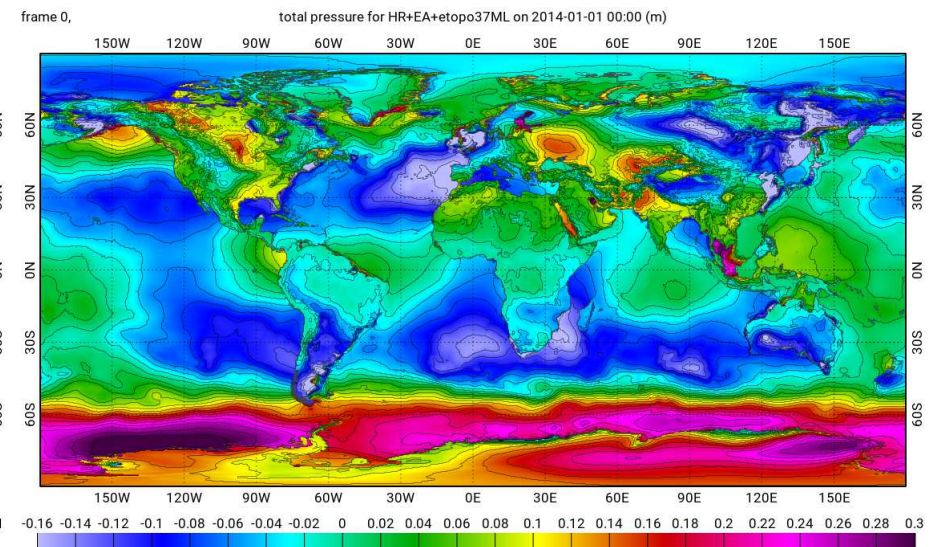 frame 0, total pressure for HR+EA+etopo37ML on 2014-01-01 00:00 (m)
150W 120W 90W 60W 30W 0E 30E 60E 90E 120E 150E
60N
30N 30N
0N 0N
30S 30S
60S 60S
150W 120W 90W 60W 30W 0E 30E 60E 90E 120E 150E
-0.16 -0.14 -0.12 -0.1 -0.08 -0.06 -0.04 -0.02 0 0.02 0.04 0.06 0.08 0.1 0.12 0.14 0.16 0.18 0.2 0.22 0.24 0.26 0.28 0.3